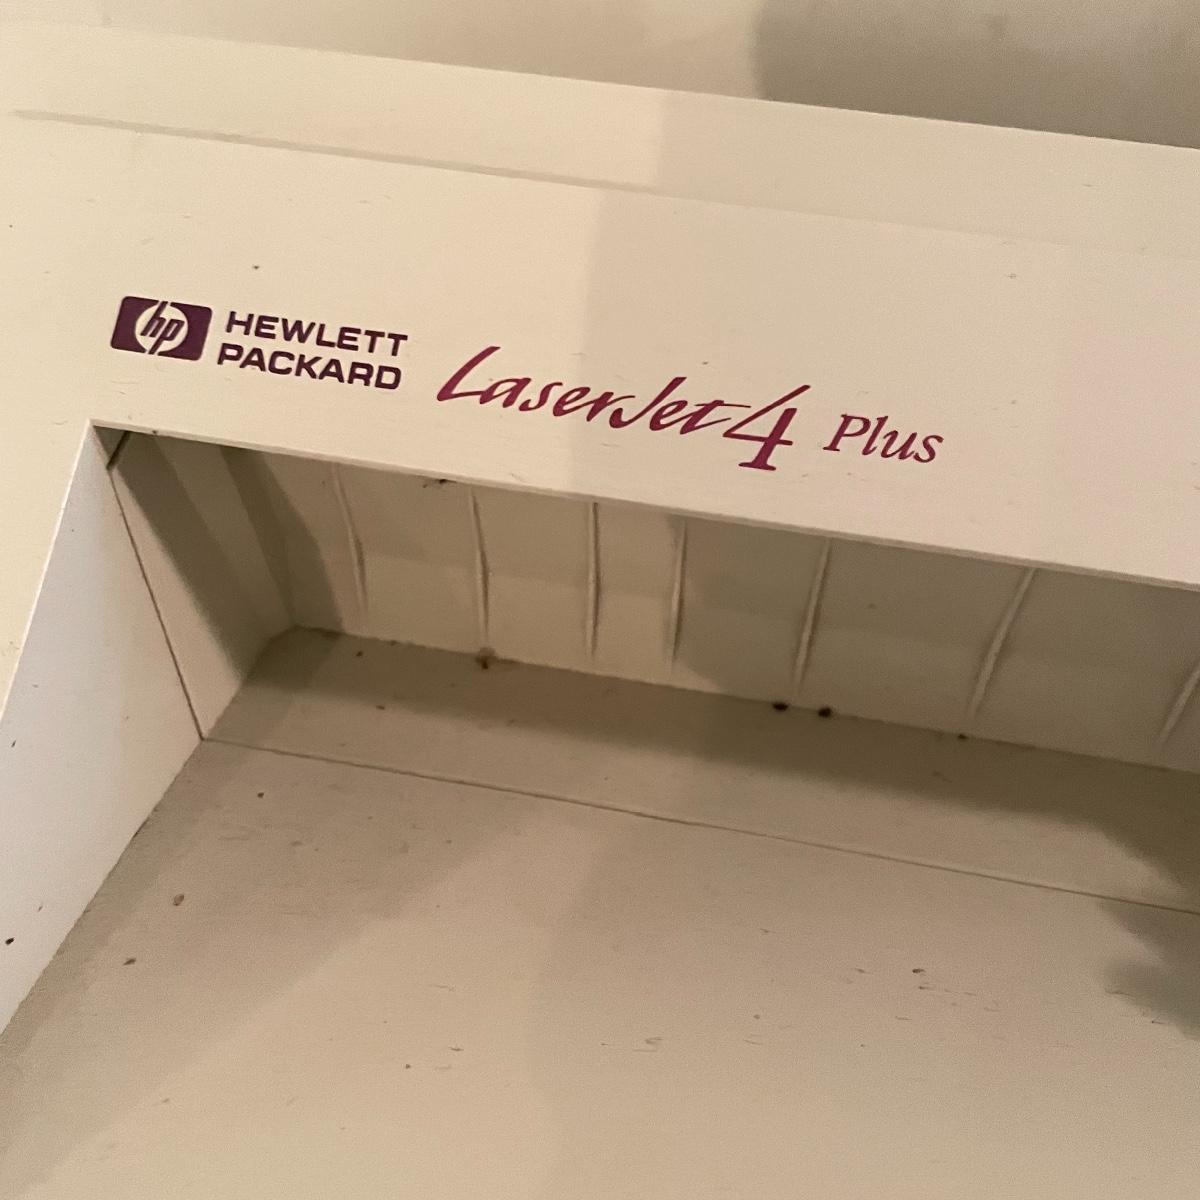 hp HEWLETT
PACKARD
LaserJet 4 Plus